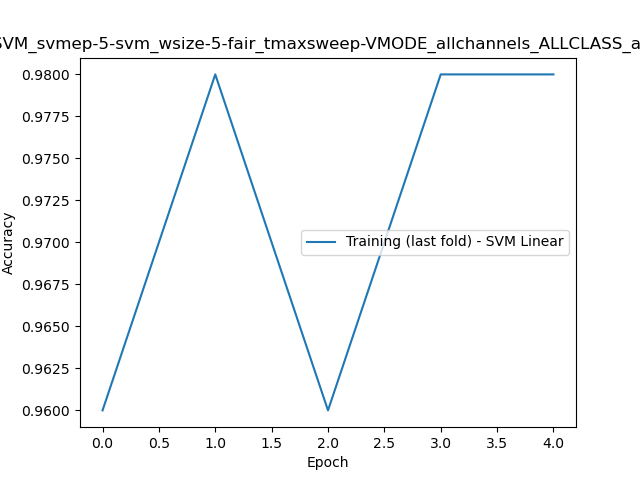 SVM_svmep-5-svm_wsize-5-fair_tmaxsweep-VMODE_allchannels_ALLCLASS_a
0.9800
0.9775
0.9750
0.9725
0.9700
0.9675
0.9650
0.9625
0.9600
Accuracy
Training (last fold) - SVM Linear
0.0 0.5 1.0 1.5 2.0 2.5 3.0 3.5 4.0
Epoch